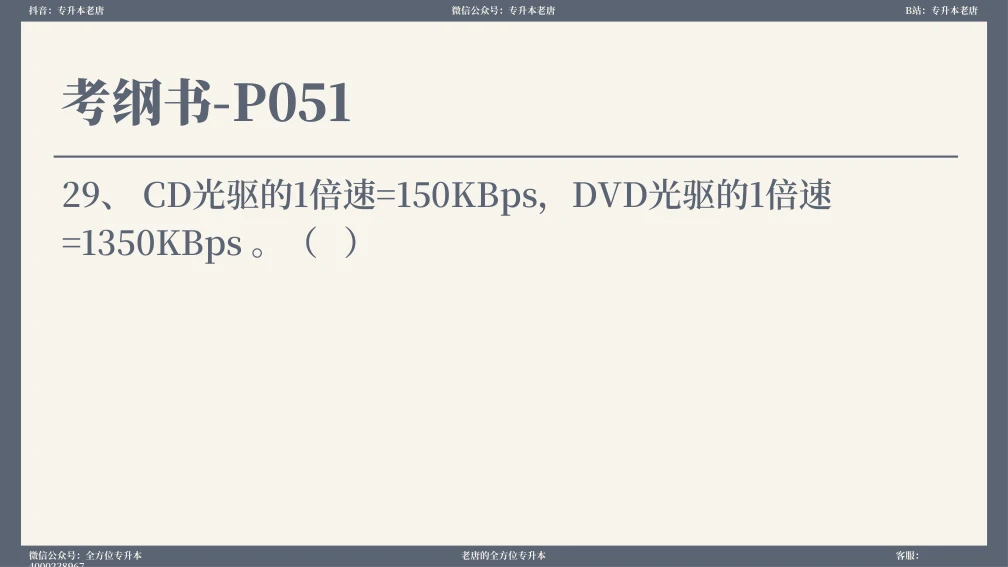 抖音：专升本老唐
微信公众号：专升本老唐
B站：专升本老唐
考纲书-P051
29、 CD光驱的1倍速=150KBps，DVD光驱的1倍速
=1350KBps 。（  ）
微信公众号：全方位专升本
老唐的全方位专升本
客服：
4000238967